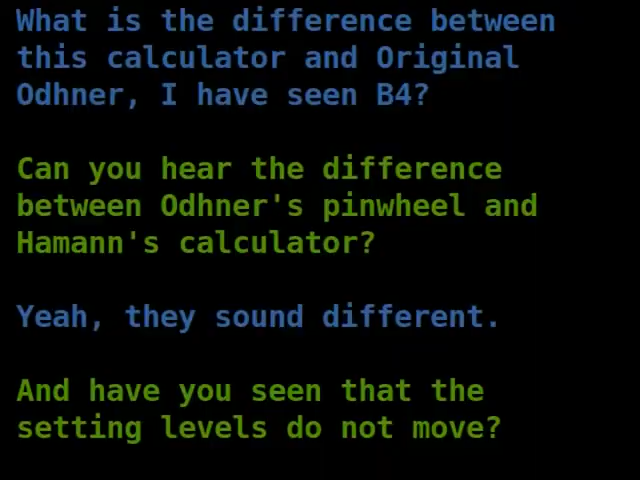 What is the difference between
this calculator and Original
Odhner, I have seen B4?
Can you hear the difference
between Odhner's pinwheel and
Hamann's calculator?
Yeah, they sound different.
And have you seen that the
setting levels do not move?